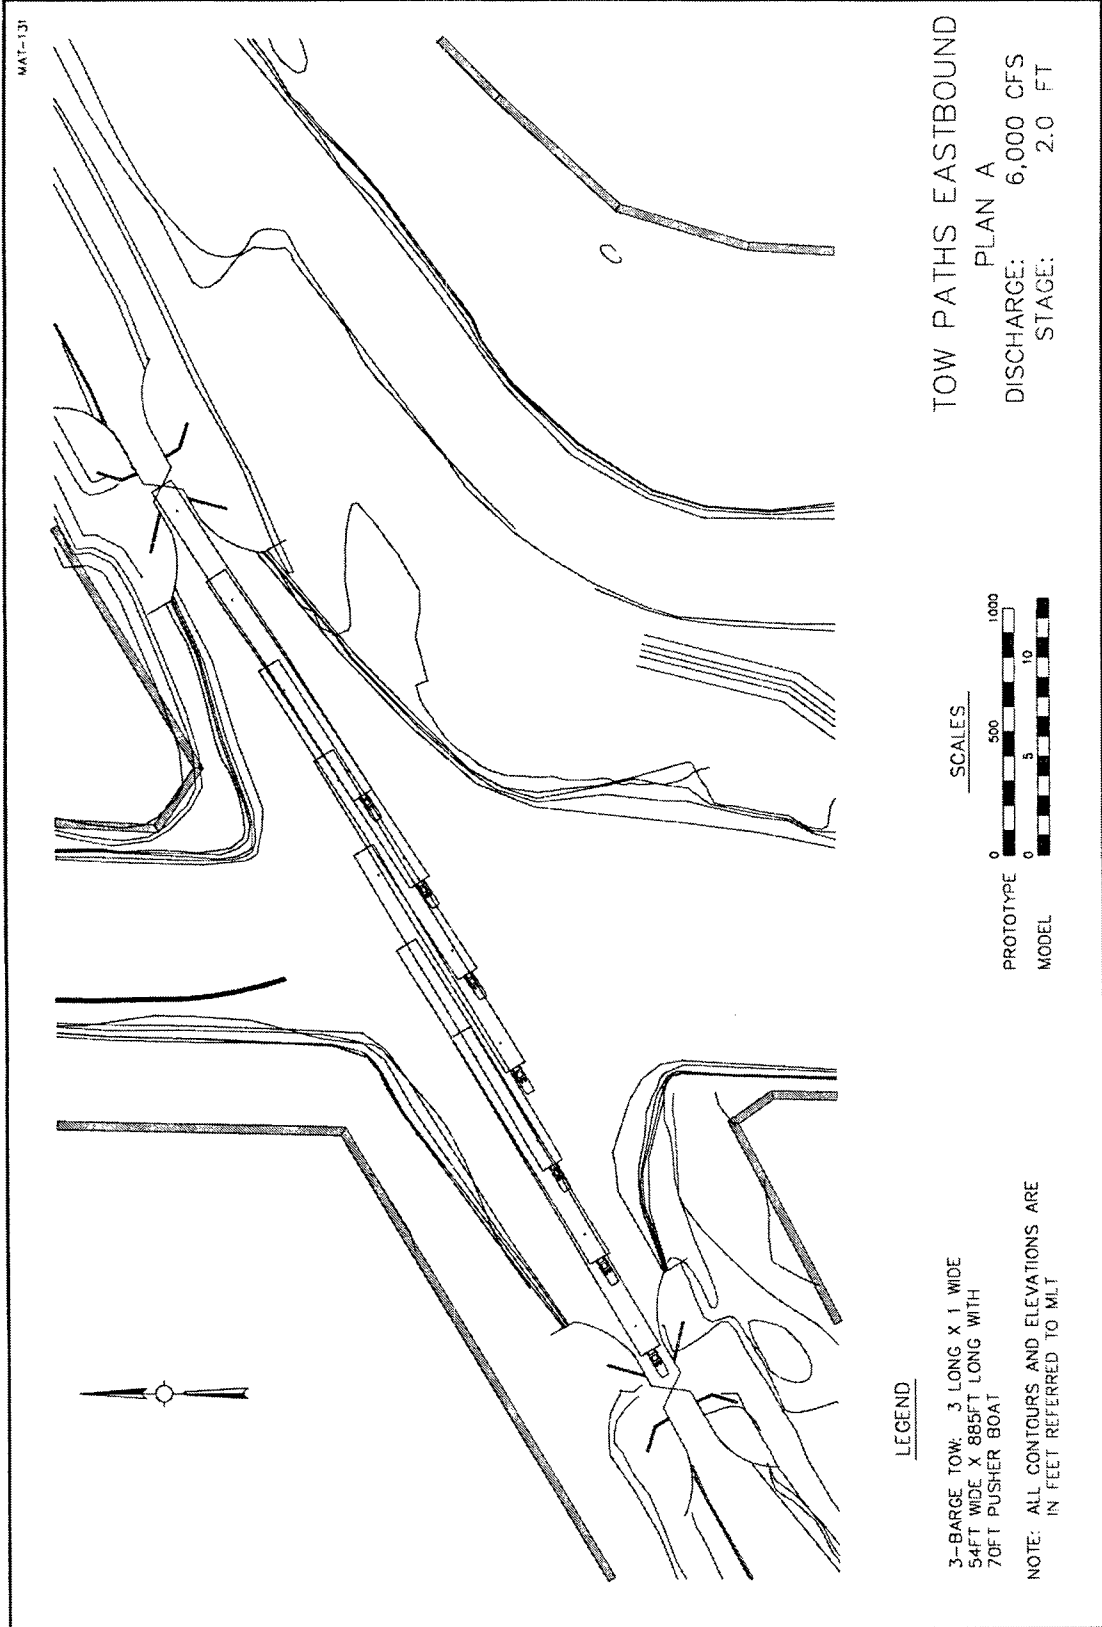 MAT-131
TOW PATHS EASTBOUND
PLAN A
DISCHARGE: 6,000 CFS
STAGE: 2.0 FT
SCALES
PROTOTYPE 0 500 1000
MODEL 0 5 10
LEGEND
3-BARGE TOW: 3 LONG X 1 WIDE
54FT WIDE X 885FT LONG WITH
70FT PUSHER BOAT
NOTE: ALL CONTOURS AND ELEVATIONS ARE
IN FEET REFERRED TO MLT